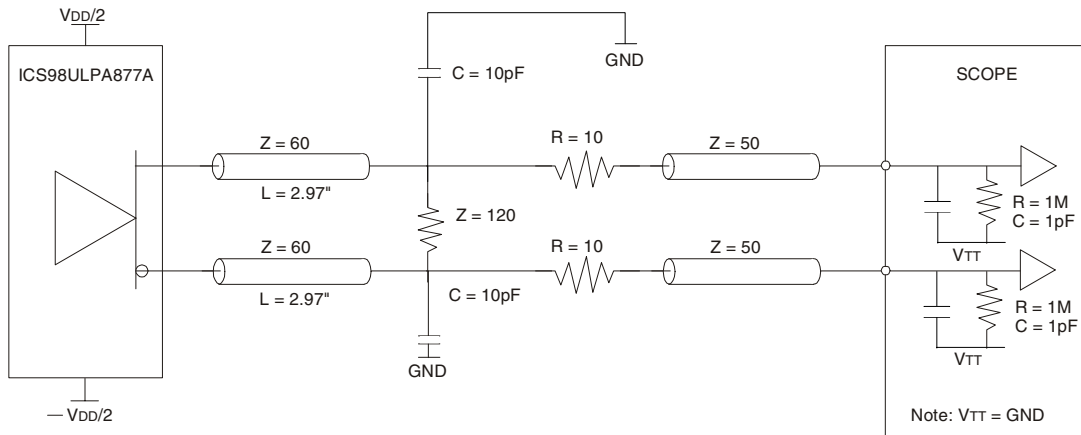 VDD/2
ICS98ULPA877A
GND
SCOPE
C = 10pF
Z = 60
R = 10
Z = 50
L = 2.97"
R = 1M
C = 1pF
Z = 120
VTT
Z = 60
R = 10
Z = 50
L = 2.97"
C = 10pF
R = 1M
C = 1pF
GND
VTT
— VDD/2
Note: VTT = GND